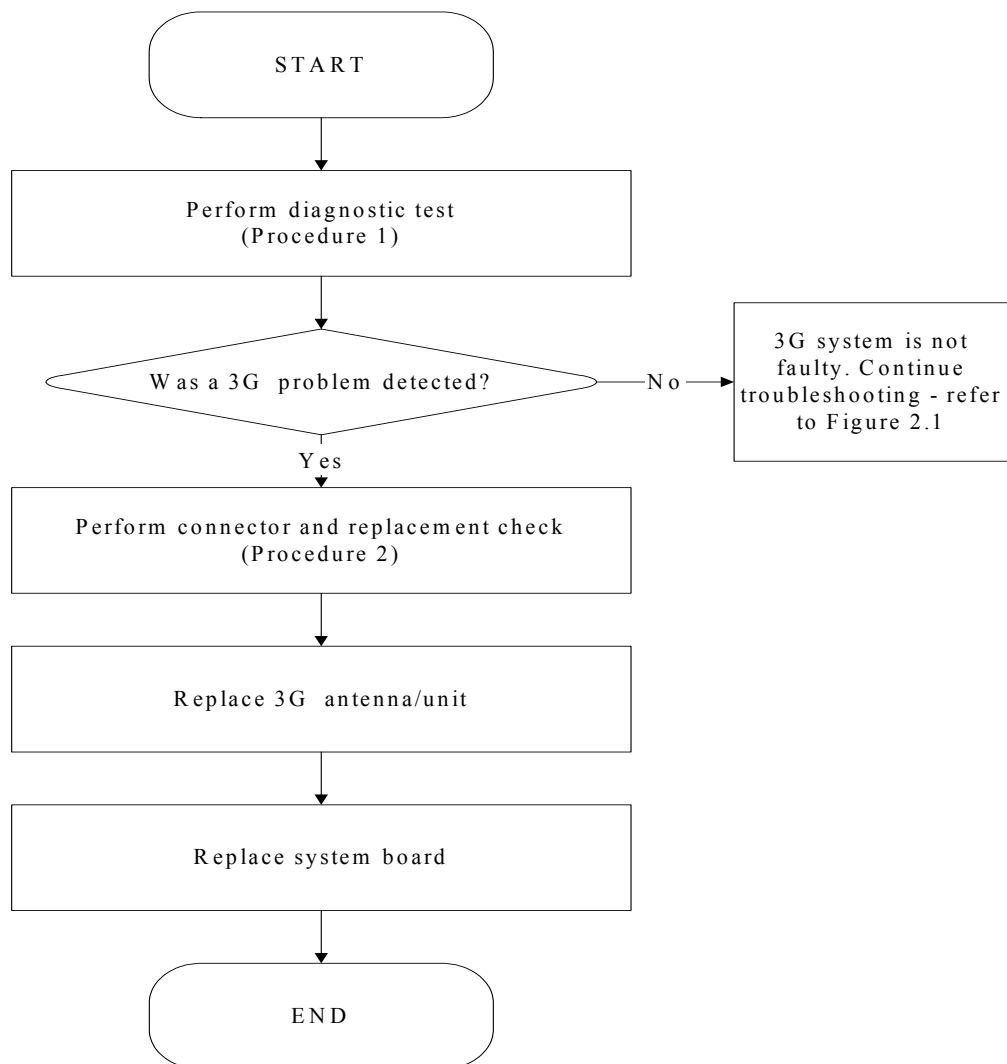 START
Perform diagnostic test
(Procedure 1)
Was a 3G problem detected?
No
3G system is not
faulty. Continue
troubleshooting - refer
to Figure 2.1
Yes
Perform connector and replacement check
(Procedure 2)
Replace 3G antenna/unit
Replace system board
END